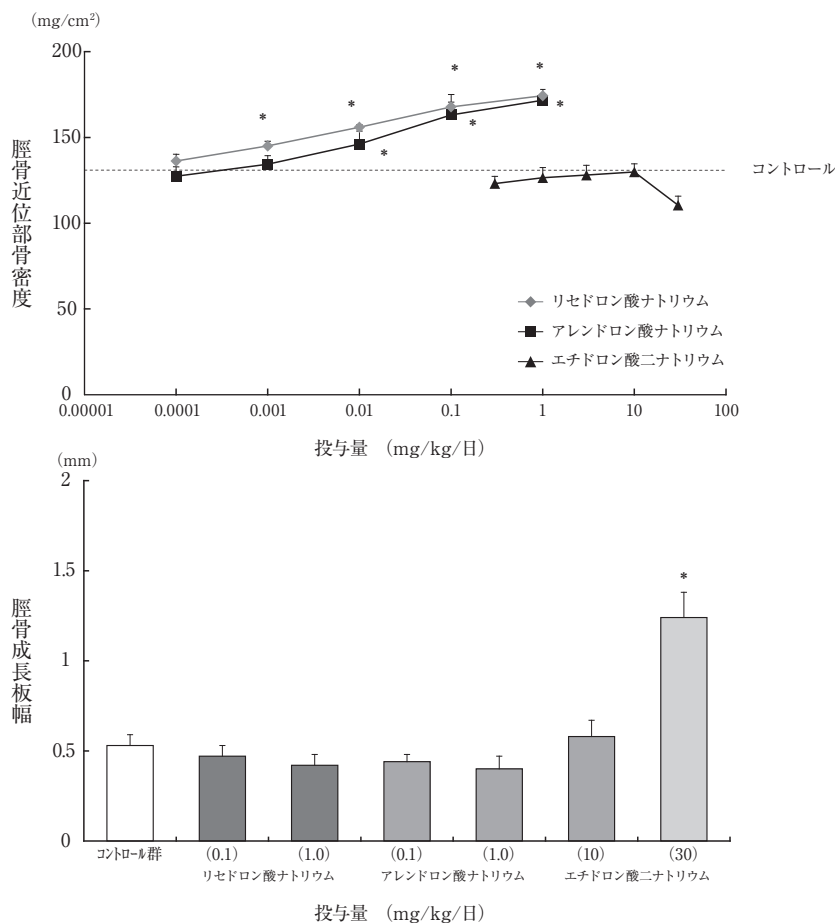 (mg/cm²)
200
150
100
50
0
脛骨近位部骨密度
*
*
*
*
*
*
*
コントロール
リセドロン酸ナトリウム
アレンドロン酸ナトリウム
エチドロン酸二ナトリウム
0.00001 0.0001 0.001 0.01 0.1 1 10 100
投与量 (mg/kg/日)
(mm)
2
1.5
1
0.5
0
脛骨成長板幅
*
コントロール群 (0.1) (1.0) (0.1) (1.0) (10) (30)
リセドロン酸ナトリウム アレンドロン酸ナトリウム エチドロン酸二ナトリウム
投与量 (mg/kg/日)